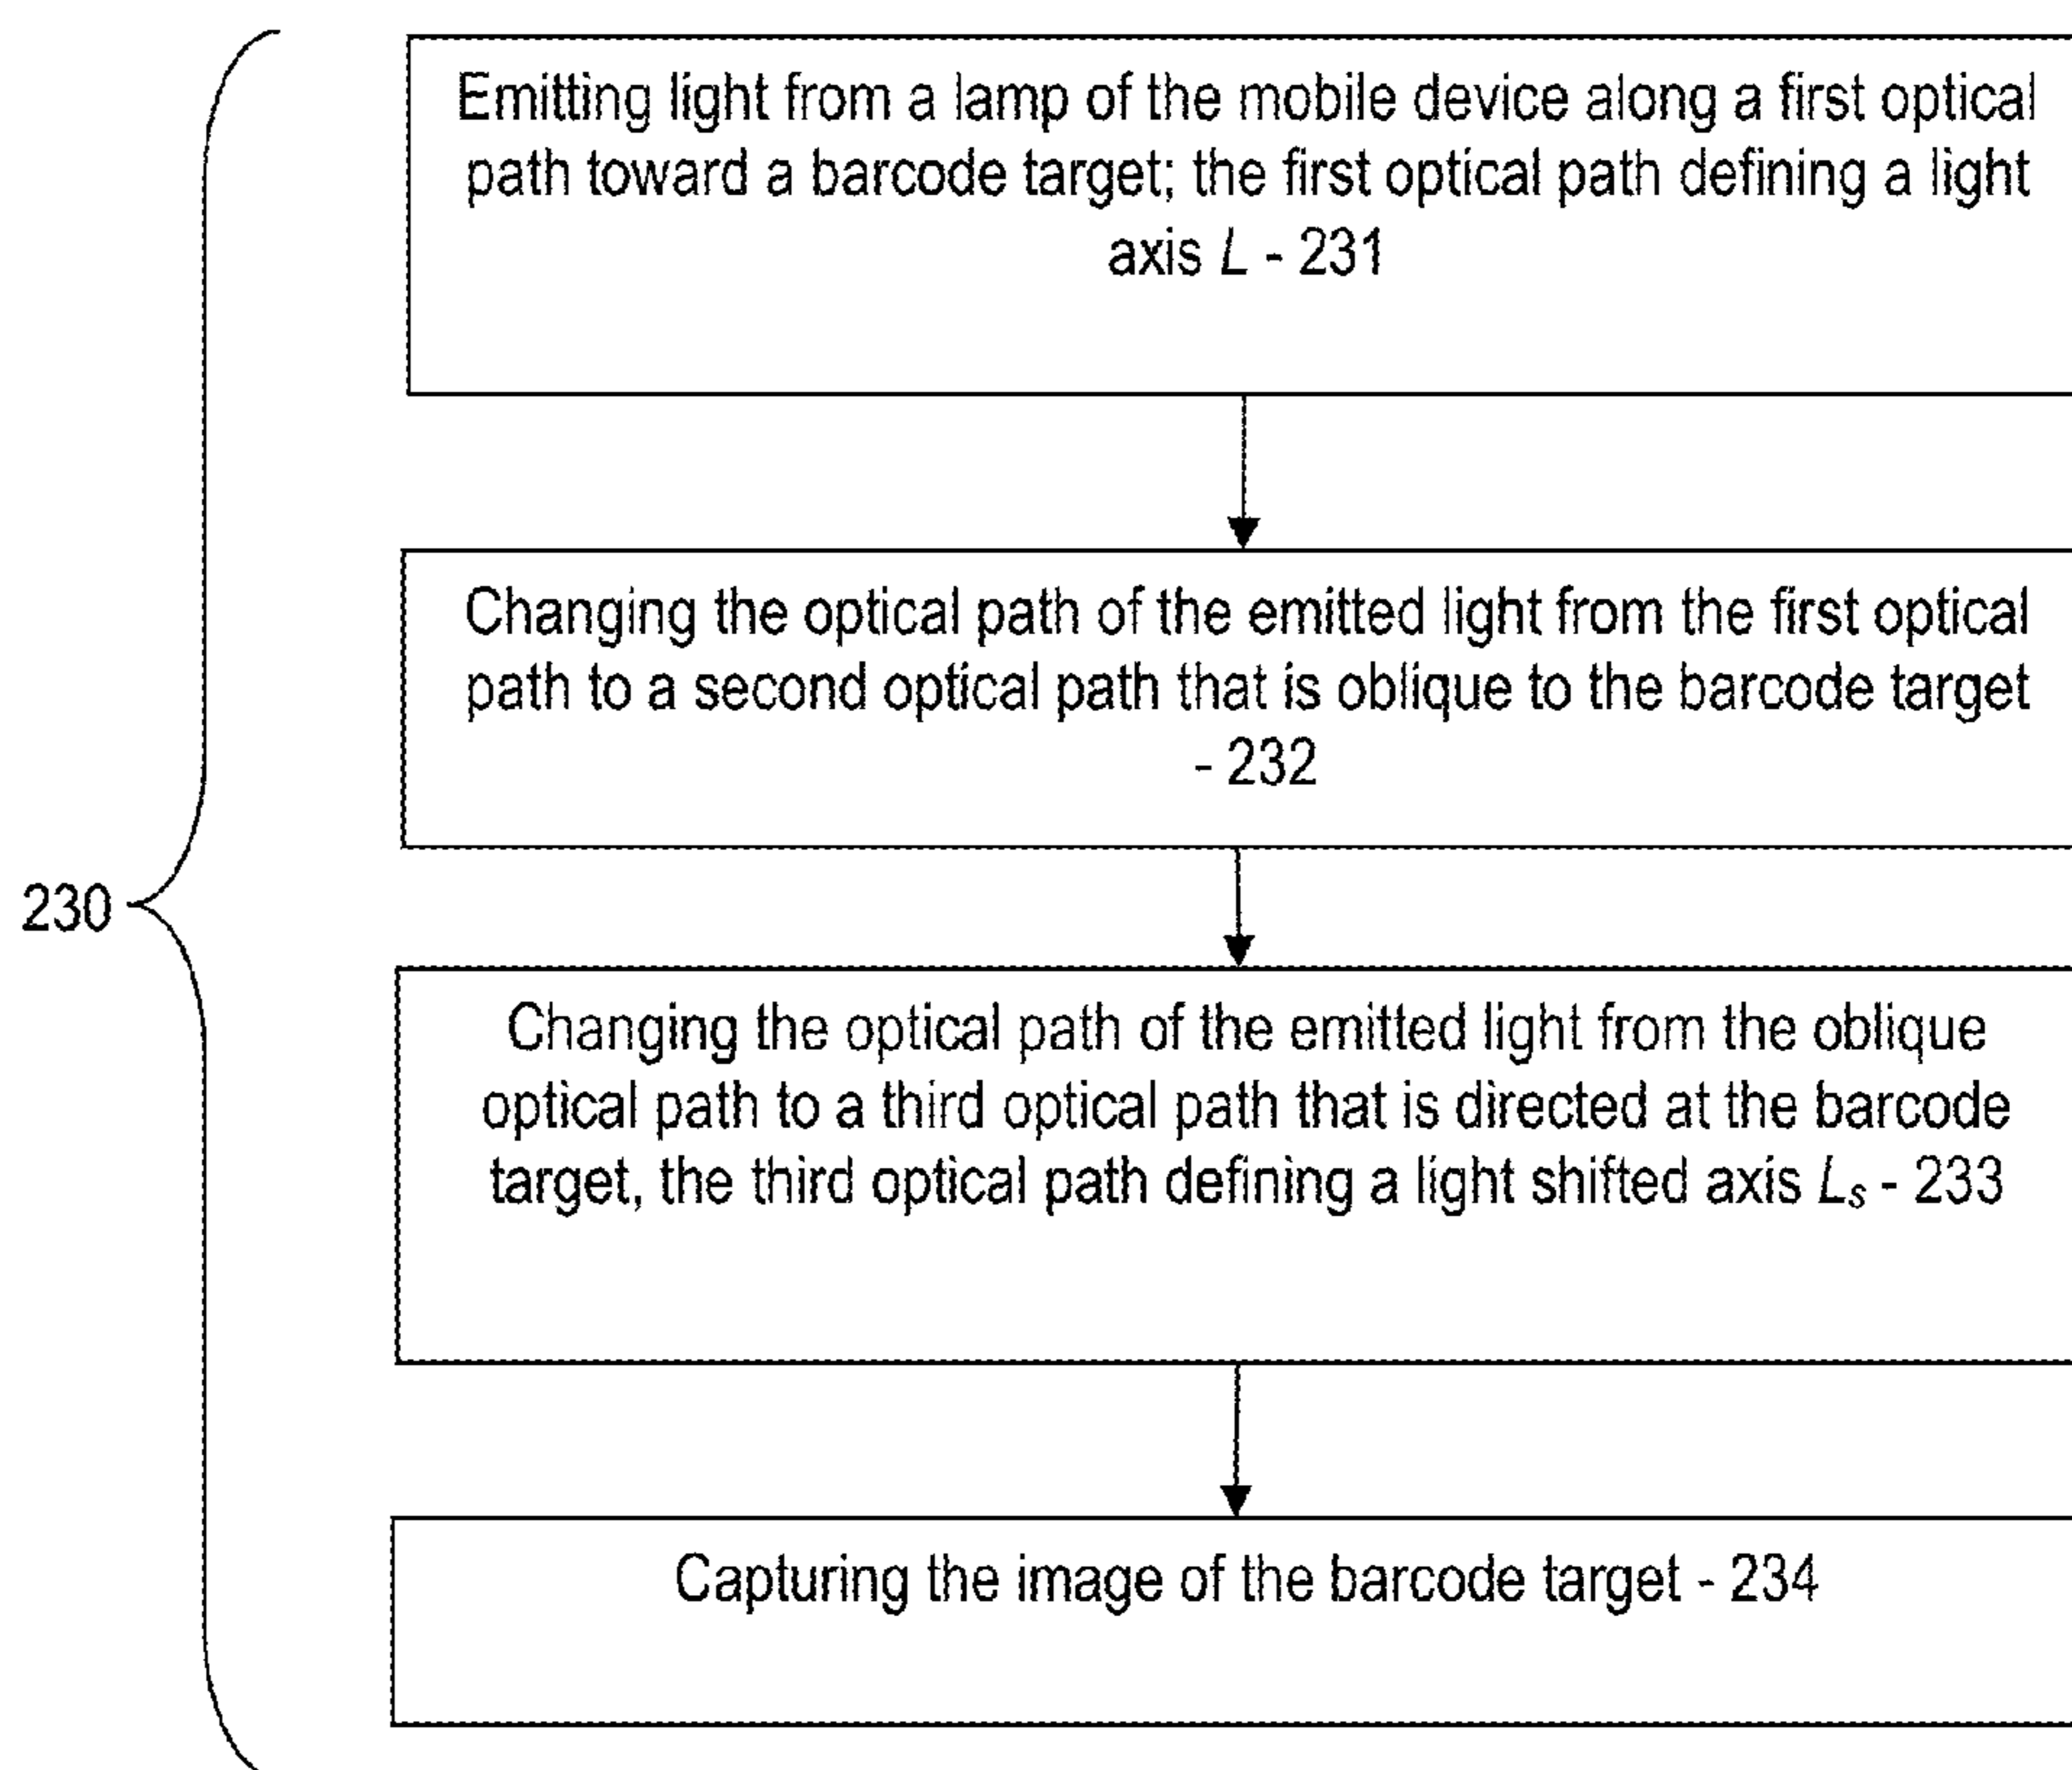 Emitting light from a lamp of the mobile device along a first optical
path toward a barcode target; the first optical path defining a light
axis L - 231
Changing the optical path of the emitted light from the first optical
path to a second optical path that is oblique to the barcode target
- 232
230
Changing the optical path of the emitted light from the oblique
optical path to a third optical path that is directed at the barcode
target, the third optical path defining a light shifted axis Ls - 233
Capturing the image of the barcode target - 234